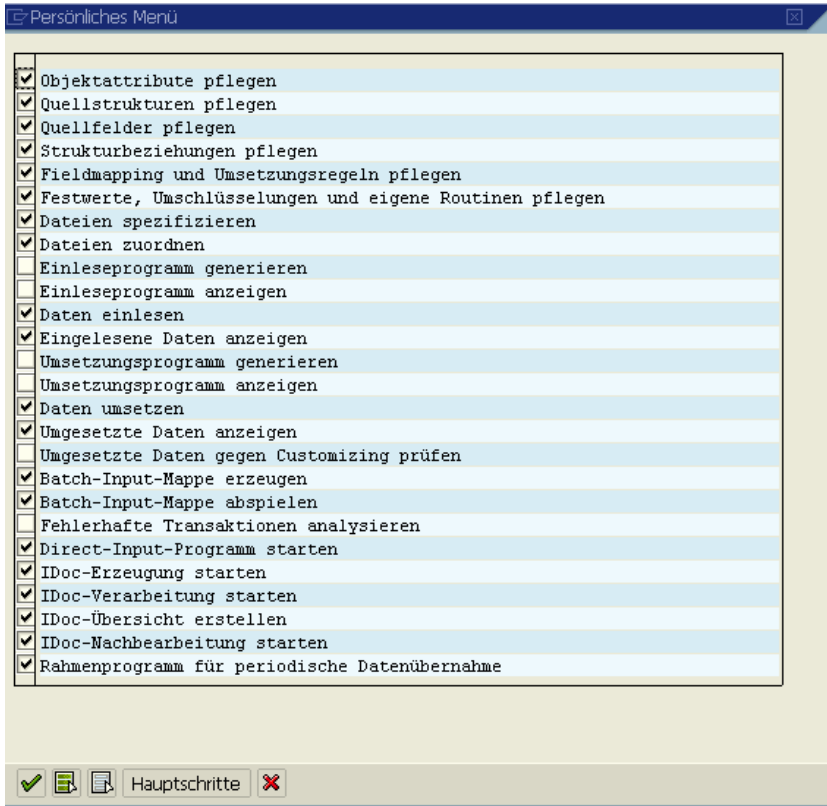 Persönliches Menü
Objektattribute pflegen
Quellstrukturen pflegen
Quellfelder pflegen
Strukturbeziehungen pflegen
Fieldmapping und Umsetzungsregeln pflegen
Festwerte, Umschlüsselungen und eigene Routinen pflegen
Dateien spezifizieren
Dateien zuordnen
Einleseprogramm generieren
Einleseprogramm anzeigen
Daten einlesen
Eingelesene Daten anzeigen
Umsetzungsprogramm generieren
Umsetzungsprogramm anzeigen
Daten umsetzen
Umgesetzte Daten anzeigen
Umgesetzte Daten gegen Customizing prüfen
Batch-Input-Mappe erzeugen
Batch-Input-Mappe abspielen
Fehlerhafte Transaktionen analysieren
Direct-Input-Programm starten
IDoc-Erzeugung starten
IDoc-Verarbeitung starten
IDoc-Übersicht erstellen
IDoc-Nachbearbeitung starten
Rahmenprogramm für periodische Datenübernahme
Hauptschritte